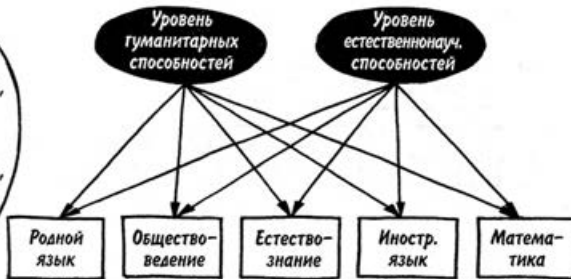 Уровень
гуманитарных
способностей
Уровень
естественнонауч.
способностей
Родной
язык
Общество-
ведение
Естество-
знание
Иностр.
язык
Матема-
тика